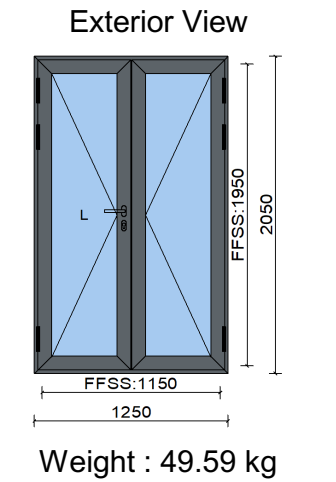 Exterior View
L
FFSS:1950
2050
FFSS:1150
1250
Weight : 49.59 kg